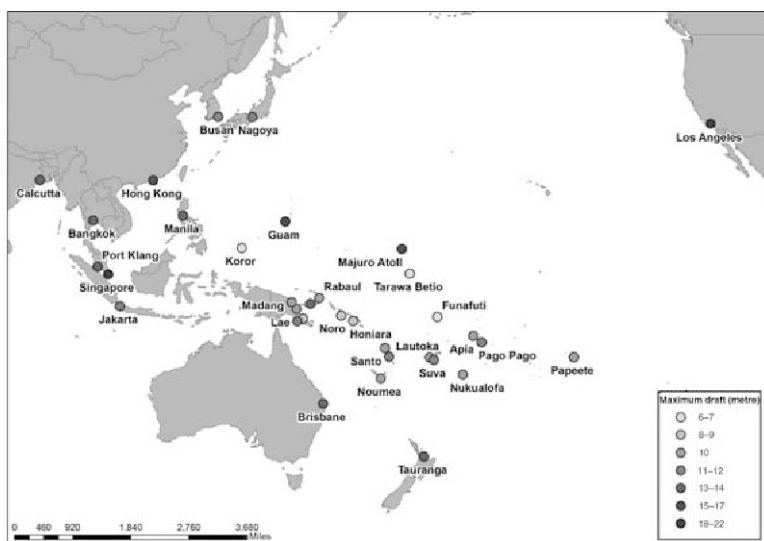 Busan Nagoya
Los Angeles
Calcutta
Hong Kong
Bangkok
Manila
Guam
Port Klang
Koror
Majuro Atoll
Singapore
Tarawa Betio
Rabaul
Jakarta
Madang
Funafuti
Lae
Noro
Honiara
Lautoka
Apia
Santo
Suva
Pago Pago
Papeete
Noumea
Nukualofa
Brisbane
Tauranga
Maximum draft (metre)
6–7
8–9
10
11–12
13–14
15–17
18–22
0 460 920 1,840 2,760 3,680
Miles